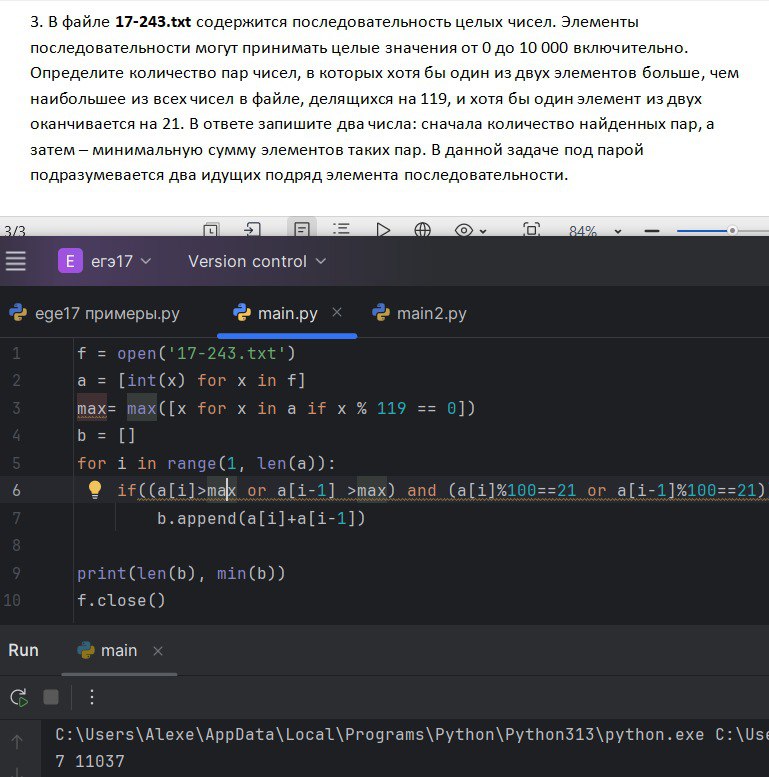 3. В файле 17-243.txt содержится последовательность целых чисел. Элементы
последовательности могут принимать целые значения от 0 до 10 000 включительно.
Определите количество пар чисел, в которых хотя бы один из двух элементов больше, чем
наибольшее из всех чисел в файле, делящихся на 119, и хотя бы один элемент из двух
оканчивается на 21. В ответе запишите два числа: сначала количество найденных пар, а
затем – минимальную сумму элементов таких пар. В данной задаче под парой
подразумевается два идущих подряд элемента последовательности.
3/3 84%
E егэ17 Version control
ege17 примеры.py main.py main2.py
1 f = open('17-243.txt')
2 a = [int(x) for x in f]
3 max= max([x for x in a if x % 119 == 0])
4 b = []
5 for i in range(1, len(a)):
6 if((a[i]>max or a[i-1] >max) and (a[i]%100==21 or a[i-1]%100==21)
7 b.append(a[i]+a[i-1])
8
9 print(len(b), min(b))
10 f.close()
Run main
C:\Users\Alexe\AppData\Local\Programs\Python\Python313\python.exe C:\Use
7 11037